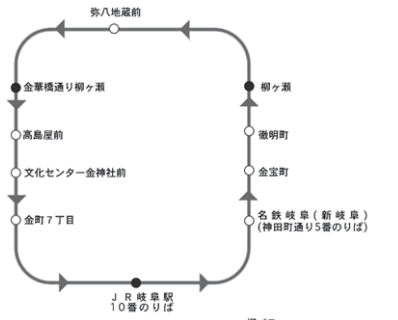 弥八地蔵前
金華橋通り柳ヶ瀬
柳ヶ瀬
高島屋前
徹明町
文化センター金神社前
金宝町
金町７丁目
名鉄岐阜(新岐阜)
(神田町通り5番のりば)
ＪＲ岐阜駅
10番のりば